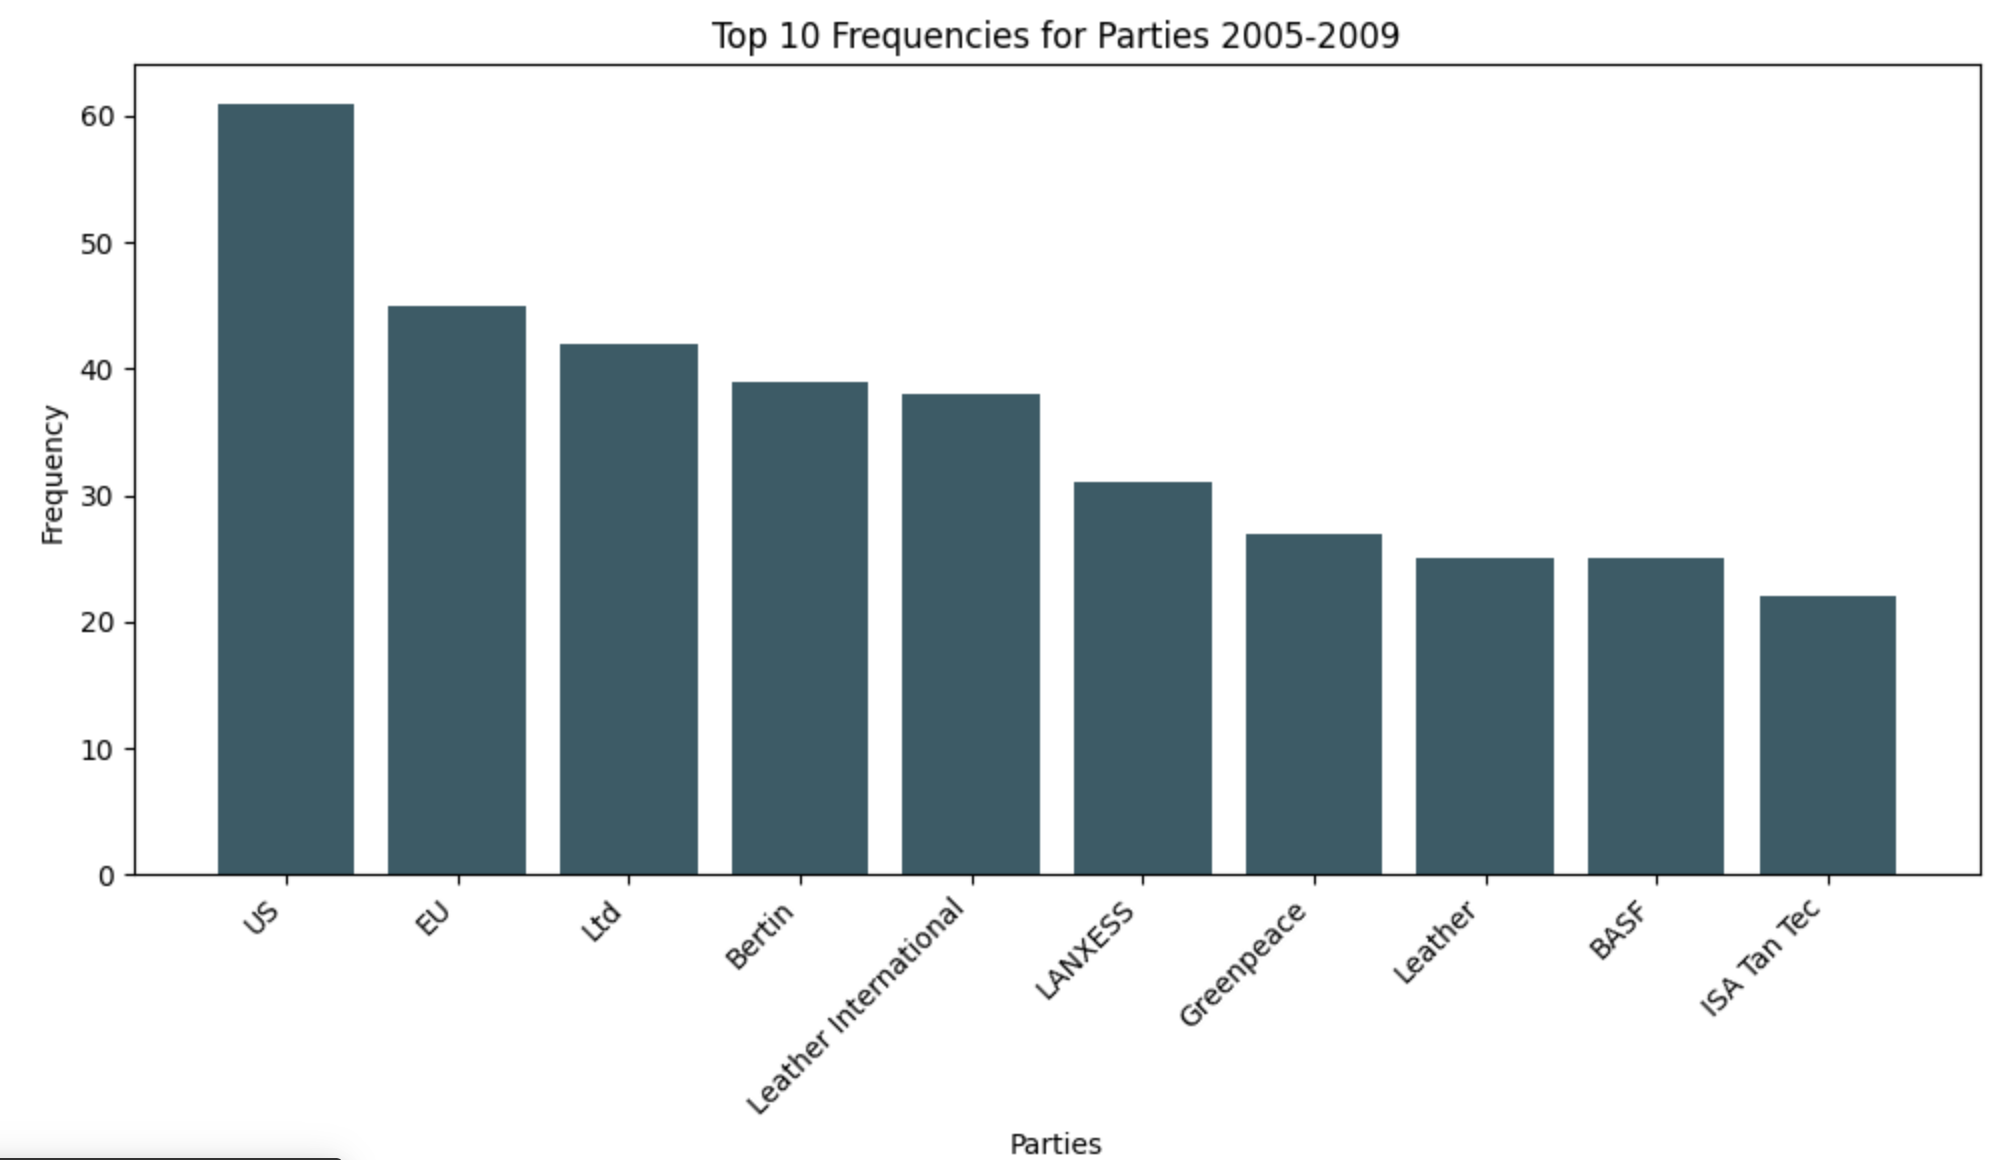 Top 10 Frequencies for Parties 2005-2009
Frequency
60
50
40
30
20
10
0
US
EU
Ltd
Bertin
Leather International
LANXESS
Greenpeace
Leather
BASF
ISA Tan Tec
Parties